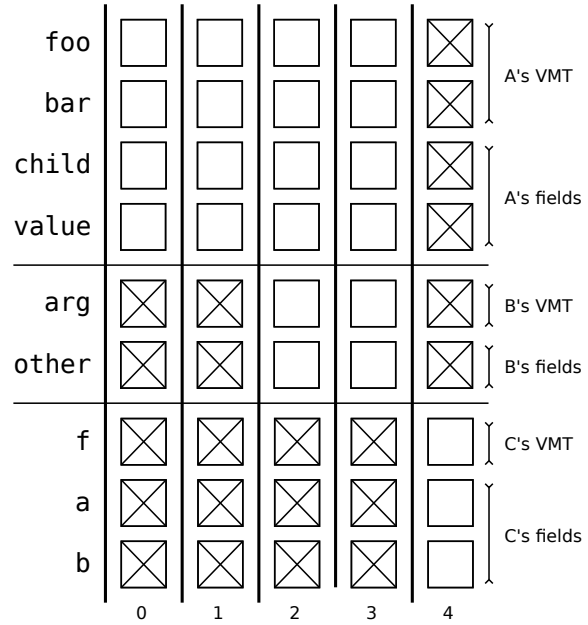 foo
A's VMT
bar
child
A's fields
value
arg
B's VMT
other
B's fields
f
C's VMT
a
C's fields
b
0 1 2 3 4